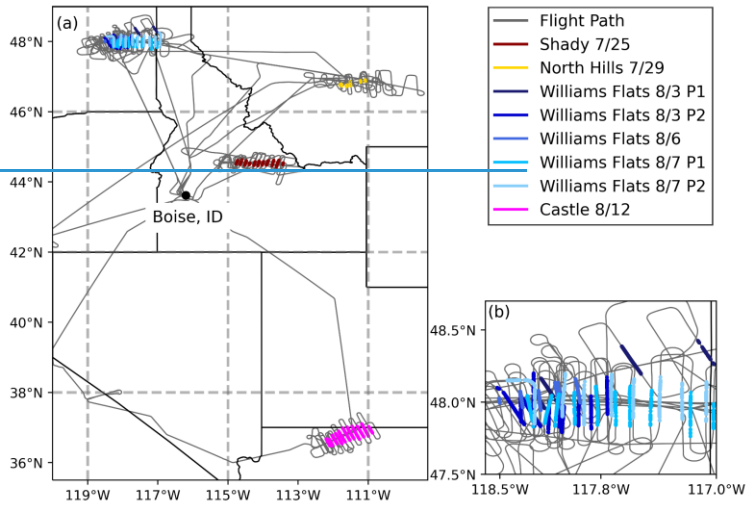 (a)
48°N
46°N
44°N
42°N
40°N
38°N
36°N
119°W 117°W 115°W 113°W 111°W
Boise, ID
Flight Path
Shady 7/25
North Hills 7/29
Williams Flats 8/3 P1
Williams Flats 8/3 P2
Williams Flats 8/6
Williams Flats 8/7 P1
Williams Flats 8/7 P2
Castle 8/12
(b)
48.5°N
48.0°N
47.5°N
118.5°W 117.8°W 117.0°W